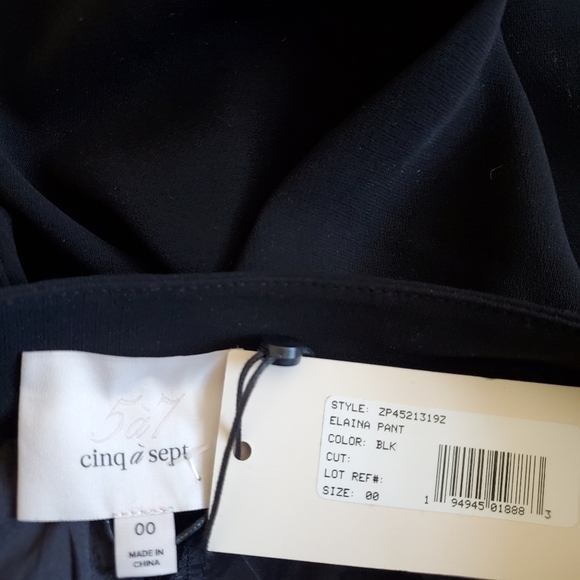 5à7
cinq à sept
00
MADE IN
CHINA
STYLE: ZP4521319Z
ELAINA PANT
COLOR: BLK
CUT:
LOT REF#:
SIZE: 00
1 94945 01888 3